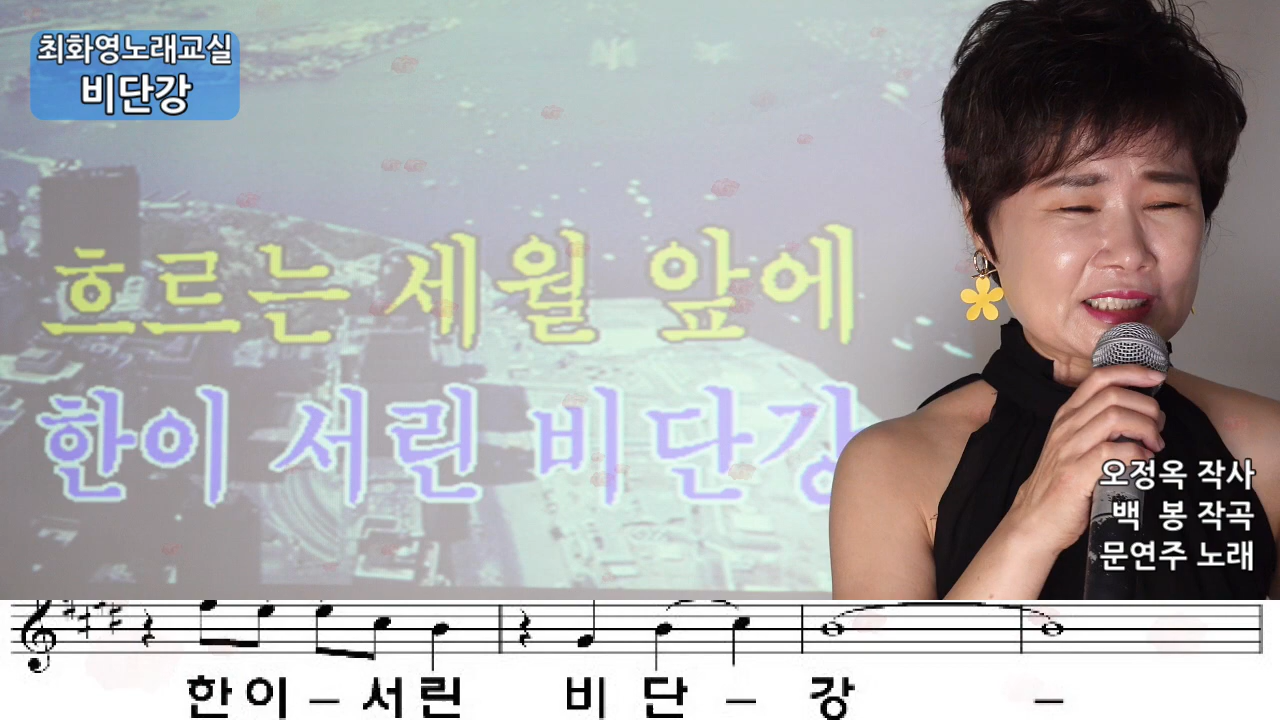 최화영노래교실
비단강
흐르는 세월 앞에
한이 서린 비단강
오정옥 작사
백 봉 작곡
문연주 노래
한이 – 서린 비 단 – 강 –